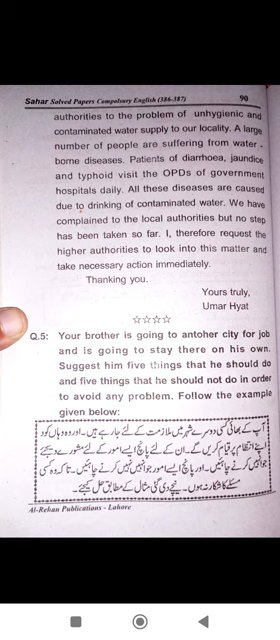 Sahar Solved Papers Compulsory English (386-387) 90
authorities to the problem of unhygienic and
contaminated water supply to our locality. A large
number of people are suffering from water -
borne diseases. Patients of diarrhoea, jaundice
and typhoid visit the OPDs of government
hospitals daily. All these diseases are caused
due to drinking of contaminated water. We have
complained to the local authorities but no step
has been taken so far. I, therefore request the
higher authorities to look into this matter and
take necessary action immediately.
Thanking you.
Yours truly,
Umar Hyat
☆☆☆☆
Q.5: Your brother is going to antoher city for job
and is going to stay there on his own.
Suggest him five things that he should do
and five things that he should not do in order
to avoid any problem. Follow the example
given below:
آپ کے بھائی کسی دوسرے شہر میں ملازمت کے لئے جا رہے ہیں۔ اور وہ وہاں خود
اپنے انتظام پر قیام کریں گے۔ ان کے لئے پانچ ایسے امور کے لئے مشورے دیجئے
جو انہیں کرنے چاہئیں۔ اور پانچ ایسے امور جو انہیں نہیں کرنے چاہئیں۔ تاکہ وہ کسی
مسئلے کا شکار نہ ہوں۔ نیچے دی گئی مثال کے مطابق حل کیجئے۔
Al-Rehan Publications - Lahore